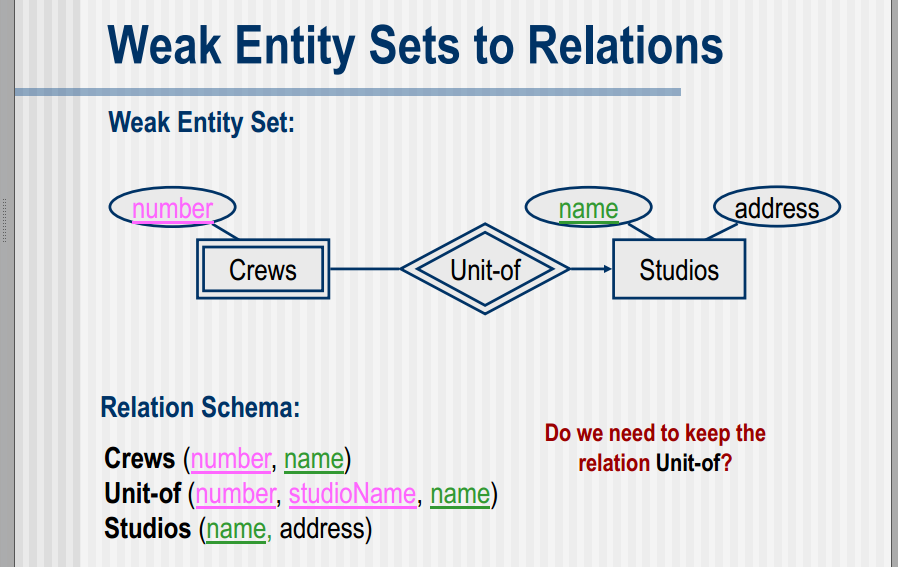 Weak Entity Sets to Relations
Weak Entity Set:
number
name
address
Crews
Unit-of
Studios
Relation Schema:
Do we need to keep the
relation Unit-of?
Crews (number, name)
Unit-of (number, studioName, name)
Studios (name, address)